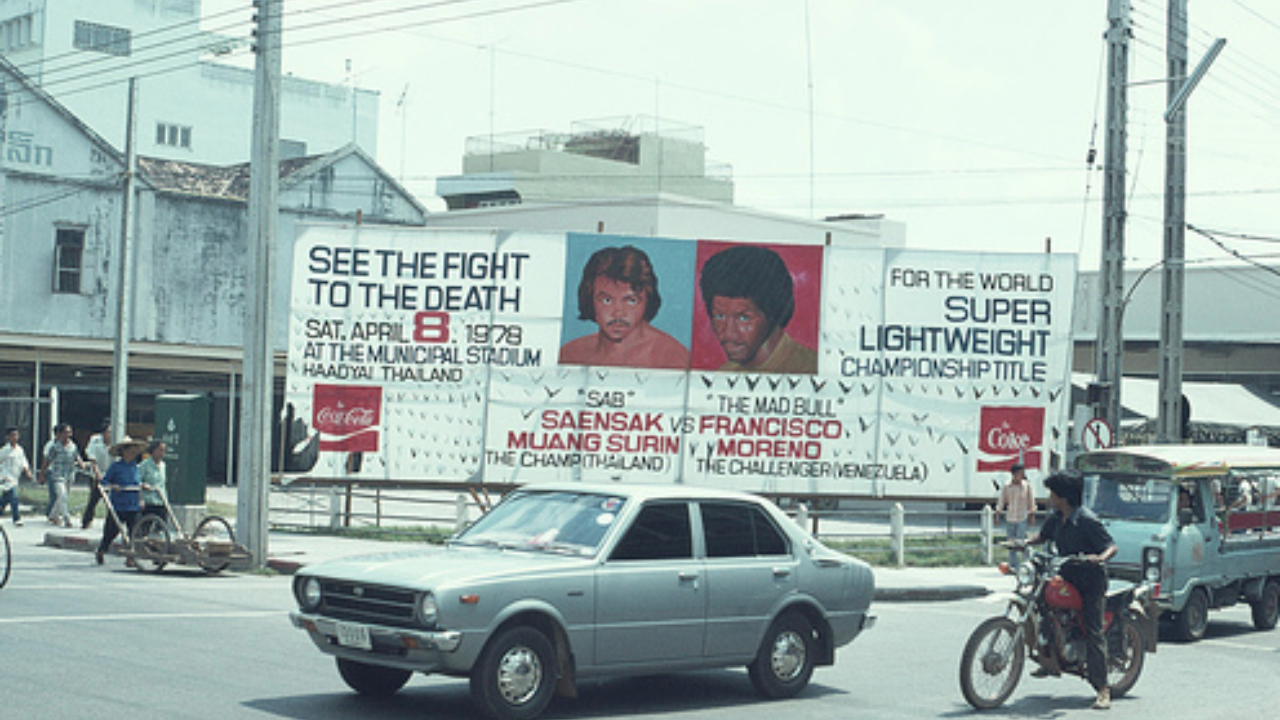 SEE THE FIGHT
TO THE DEATH
SAT. APRIL 8. 1978
AT THE MUNICIPAL STADIUM
HAADYAI THAILAND
Coca-Cola
"SAB"
SAENSAK
MUANG SURIN
THE CHAMP (THAILAND)
VS
"THE MAD BULL"
FRANCISCO
MORENO
THE CHALLENGER (VENEZUELA)
FOR THE WORLD
SUPER
LIGHTWEIGHT
CHAMPIONSHIP TITLE
Coke